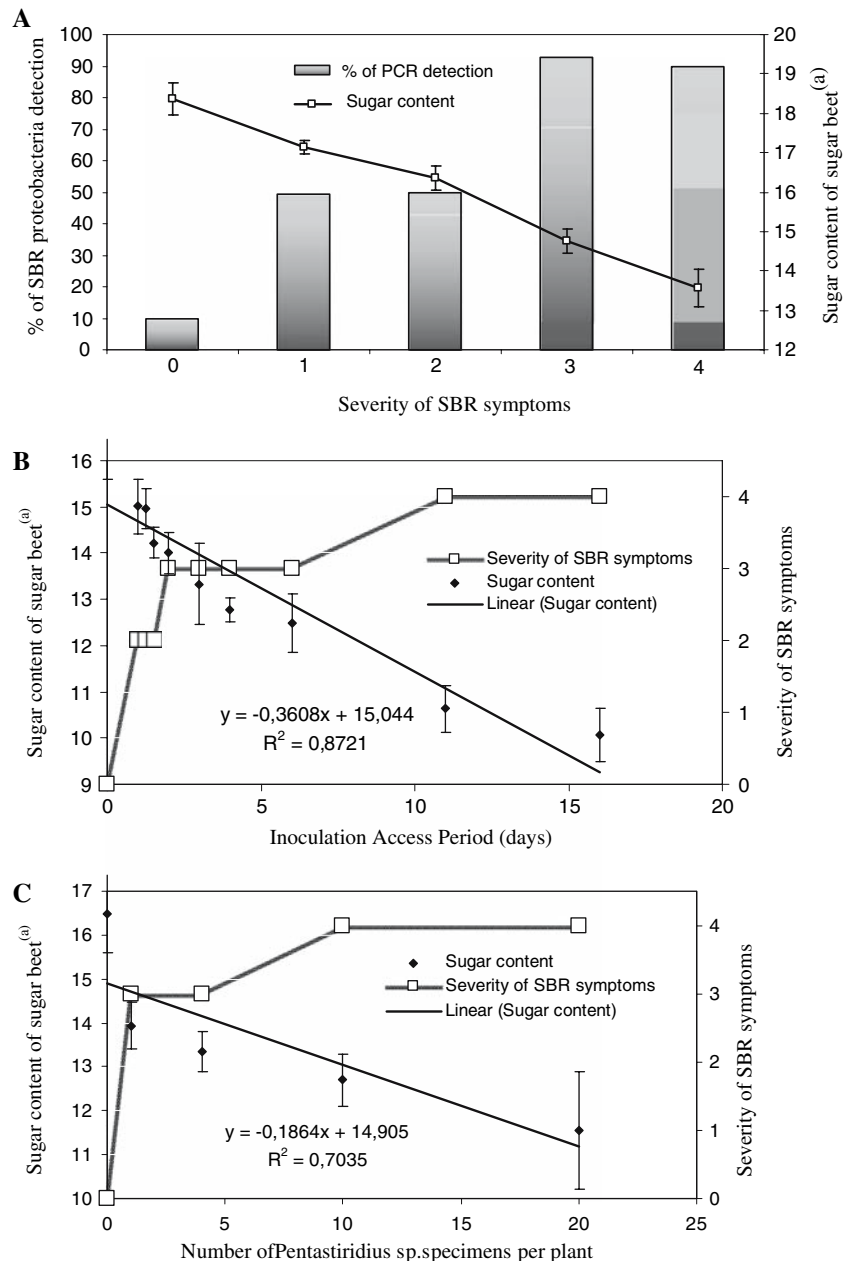 A
100
90
80
70
60
50
40
30
20
10
0
% of SBR proteobacteria detection
20
19
18
17
16
15
14
13
12
Sugar content of sugar beet(a)
% of PCR detection
Sugar content
0 1 2 3 4
Severity of SBR symptoms
B
16
15
14
13
12
11
10
9
Sugar content of sugar beet(a)
4
3
2
1
0
Severity of SBR symptoms
Severity of SBR symptoms
Sugar content
Linear (Sugar content)
y = -0,3608x + 15,044
R2 = 0,8721
0 5 10 15 20
Inoculation Access Period (days)
C
17
16
15
14
13
12
11
10
Sugar content of sugar beet(a)
4
3
2
1
0
Severity of SBR symptoms
Sugar content
Severity of SBR symptoms
Linear (Sugar content)
y = -0,1864x + 14,905
R2 = 0,7035
0 5 10 15 20 25
Number ofPentastiridius sp.specimens per plant